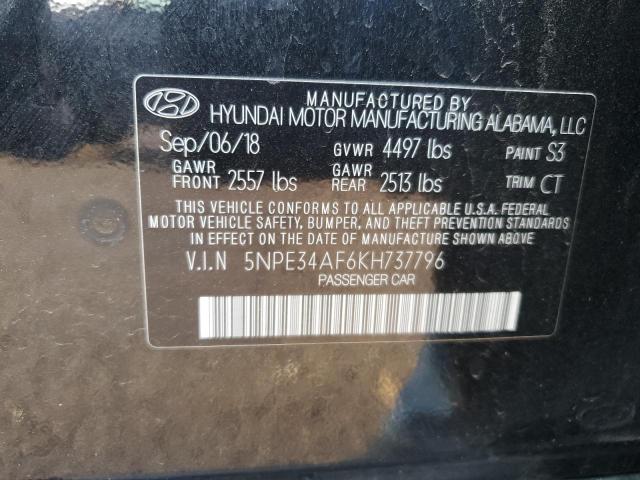 MANUFACTURED BY
HYUNDAI MOTOR MANUFACTURING ALABAMA, LLC
Sep/06/18 GVWR 4497 lbs PAINT S3
GAWR FRONT 2557 lbs GAWR REAR 2513 lbs TRIM CT
THIS VEHICLE CONFORMS TO ALL APPLICABLE U.S.A. FEDERAL
MOTOR VEHICLE SAFETY, BUMPER, AND THEFT PREVENTION STANDARDS
IN EFFECT ON THE DATE OF MANUFACTURE SHOWN ABOVE
V.I.N 5NPE34AF6KH737796
PASSENGER CAR